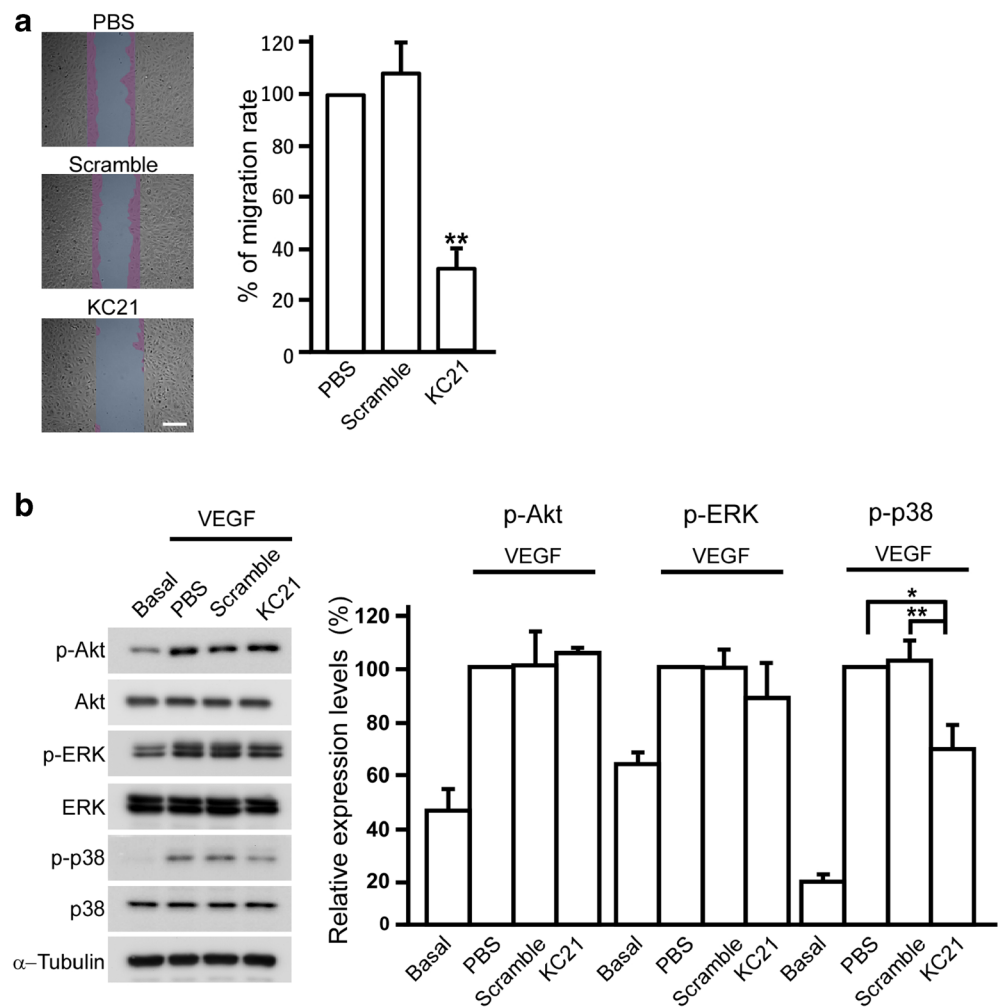 a
PBS
Scramble
KC21
% of migration rate
120
100
80
60
40
20
0
**
PBS
Scramble
KC21
b
VEGF
Basal
PBS
Scramble
KC21
p-Akt
Akt
p-ERK
ERK
p-p38
p38
α–Tubulin
p-Akt
p-ERK
p-p38
VEGF
VEGF
VEGF
*
**
Relative expression levels (%)
120
100
80
60
40
20
0
Basal
PBS
Scramble
KC21
Basal
PBS
Scramble
KC21
Basal
PBS
Scramble
KC21